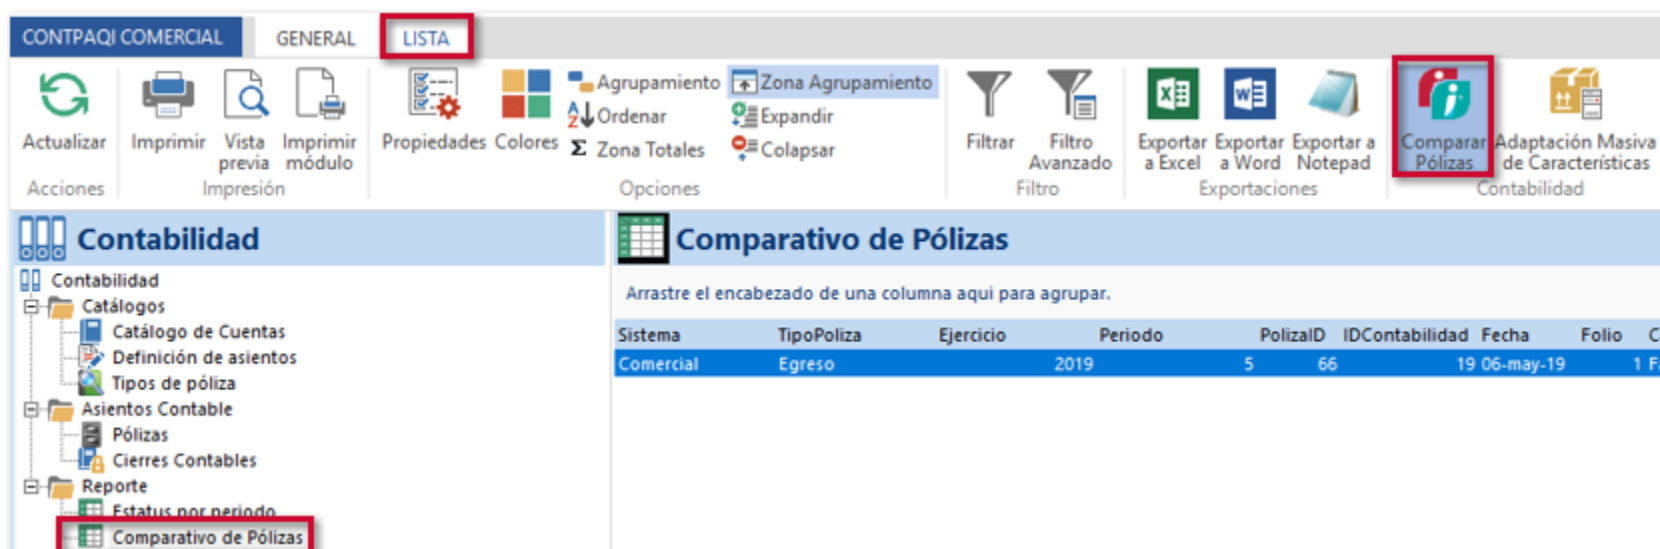 CONTPAQI COMERCIAL GENERAL LISTA
Actualizar
Acciones
Imprimir
Vista previa
Imprimir módulo
Impresión
Propiedades
Colores
Agrupamiento
Ordenar
Σ Zona Totales
Zona Agrupamiento
Expandir
Colapsar
Opciones
Filtrar
Filtro Avanzado
Filtro
Exportar a Excel
Exportar a Word
Exportar a Notepad
Exportaciones
Comparar Pólizas
Adaptación Masiva de Características
Contabilidad
Contabilidad
Contabilidad
Catálogos
Catálogo de Cuentas
Definición de asientos
Tipos de póliza
Asientos Contable
Pólizas
Cierres Contables
Reporte
Estatus por periodo
Comparativo de Pólizas
Comparativo de Pólizas
Arrastre el encabezado de una columna aqui para agrupar.
Sistema TipoPoliza Ejercicio Periodo PolizaID IDContabilidad Fecha Folio
Comercial Egreso 2019 5 66 19 06-may-19 1